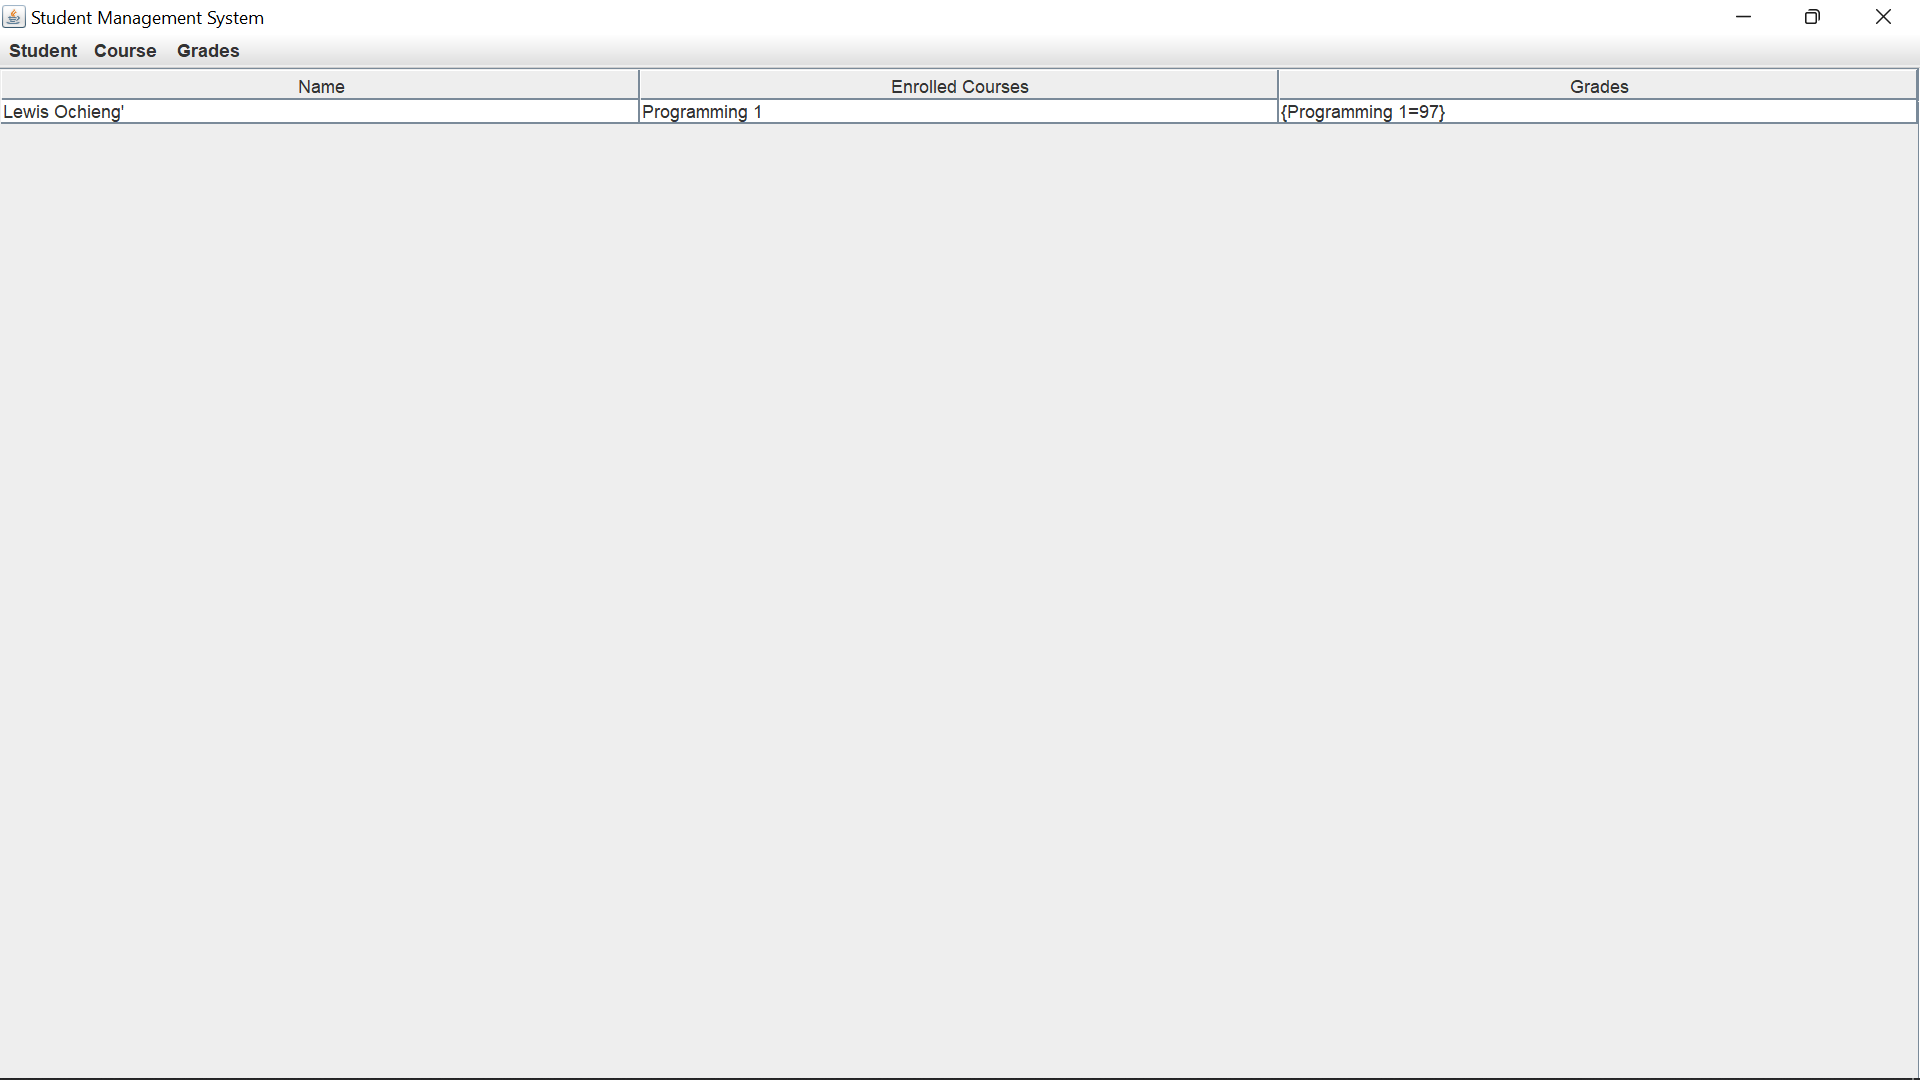 Student Management System
Student Course Grades
Name Enrolled Courses Grades
Lewis Ochieng' Programming 1 {Programming 1=97}